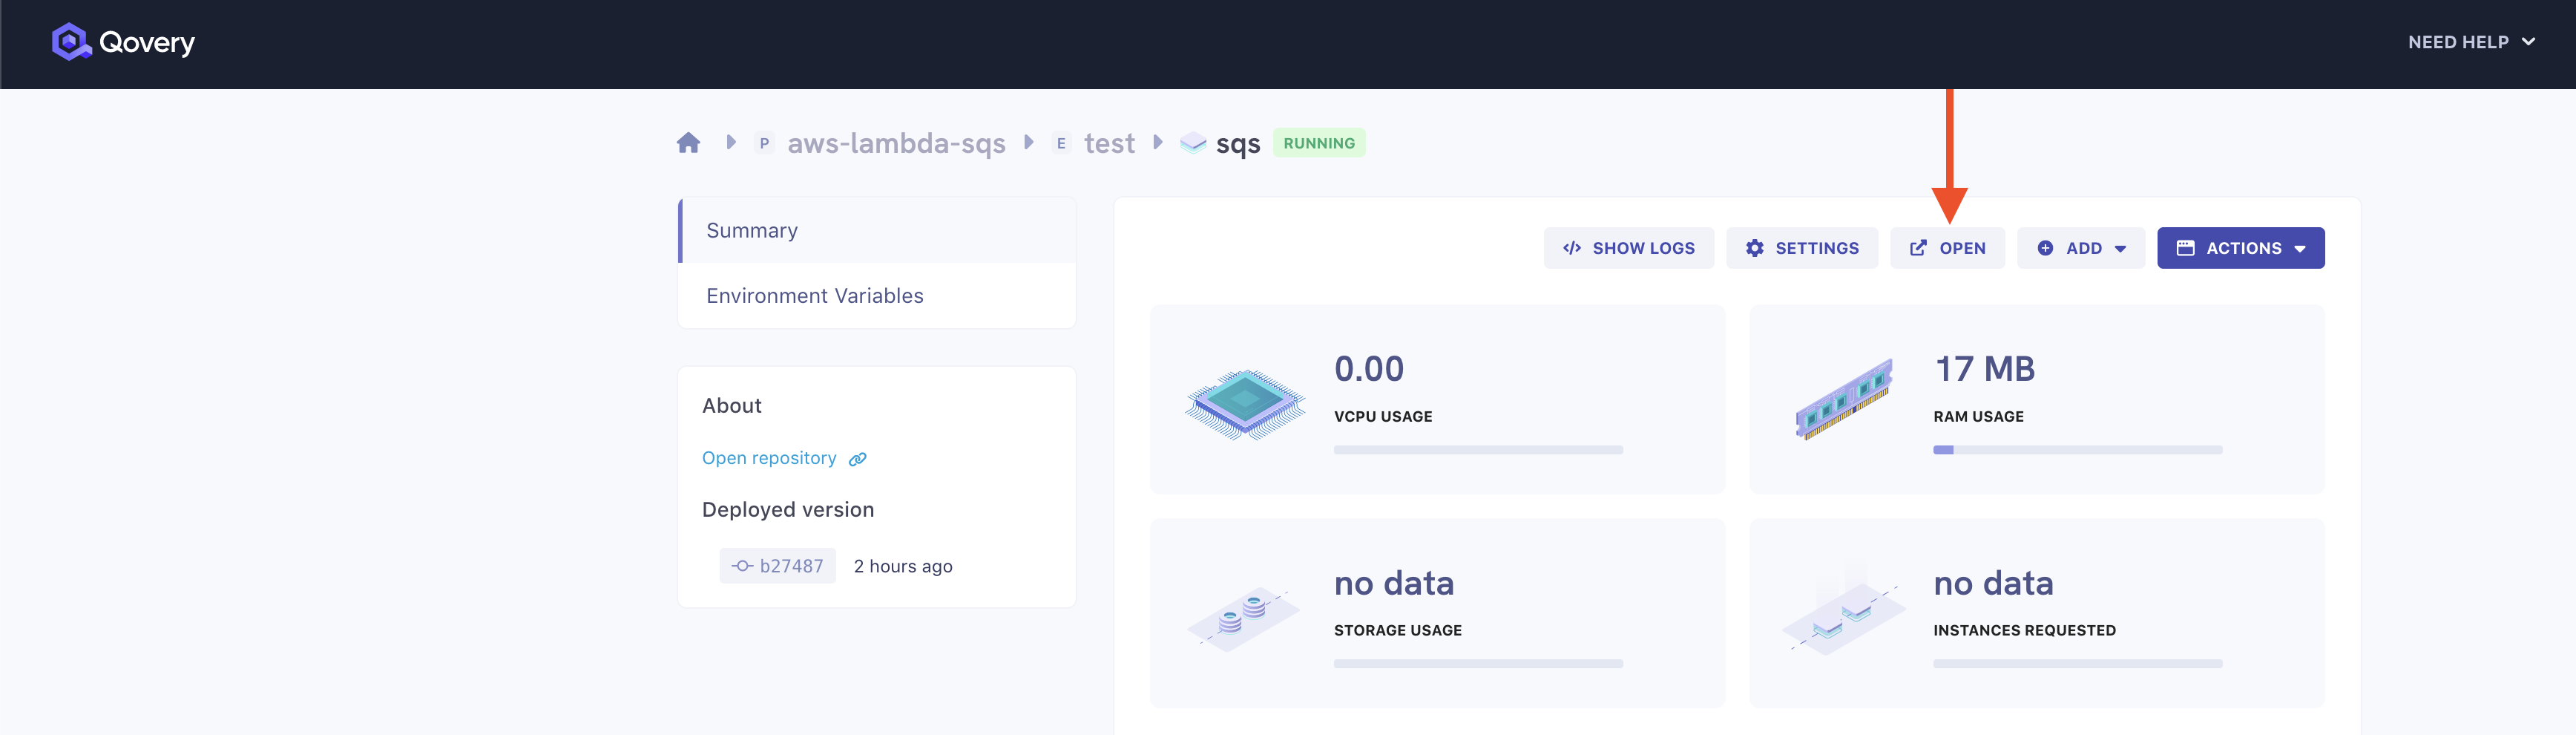 Qovery
NEED HELP
P aws-lambda-sqs E test sqs RUNNING
Summary
Environment Variables
About
Open repository
Deployed version
b27487 2 hours ago
SHOW LOGS SETTINGS OPEN ADD ACTIONS
0.00
VCPU USAGE
17 MB
RAM USAGE
no data
STORAGE USAGE
no data
INSTANCES REQUESTED